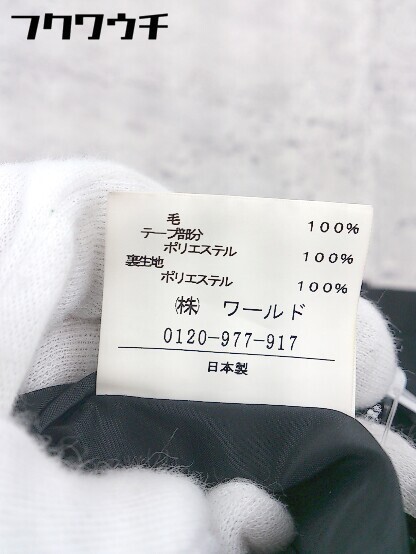 フクワウチ
毛 100%
テープ部分
ポリエステル 100%
裏生地
ポリエステル 100%
㈱ ワールド
0120-977-917
日本製